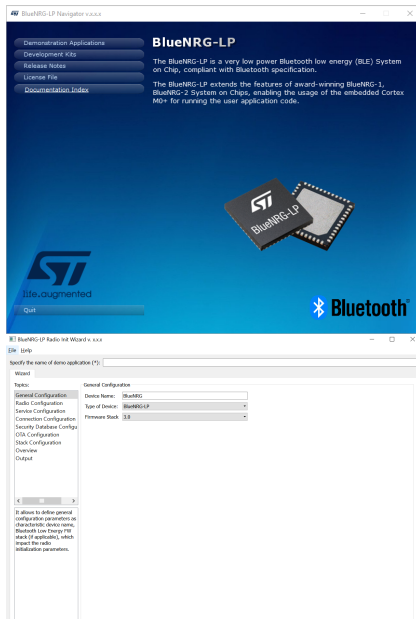 BlueNRG-LP Navigator v.x.x.x
Demonstration Applications
Development Kits
Release Notes
License File
Documentation Index
BlueNRG-LP
The BlueNRG-LP is a very low power Bluetooth low energy (BLE) System
on Chip, compliant with Bluetooth specification.
The BlueNRG-LP extends the features of award-winning BlueNRG-1,
BlueNRG-2 System on Chips, enabling the usage of the embedded Cortex
M0+ for running the user application code.
ST
BlueNRG-LP
ST
life.augmented
Quit
Bluetooth®
BlueNRG-LP Radio Init Wizard v. x.x.x
File Help
Specify the name of demo application (*):
Wizard
Topics:
General Configuration
Radio Configuration
Service Configuration
Connection Configuration
Security Database Configu
OTA Configuration
Stack Configuration
Overview
Output
General Configuration
Device Name: BlueNRG
Type of Device: BlueNRG-LP
Firmware Stack 3.0
It allows to define general
configuration parameters as
characteristic device name,
Bluetooth Low Energy FW
stack (if applicable), which
impact the radio
initialization parameters.